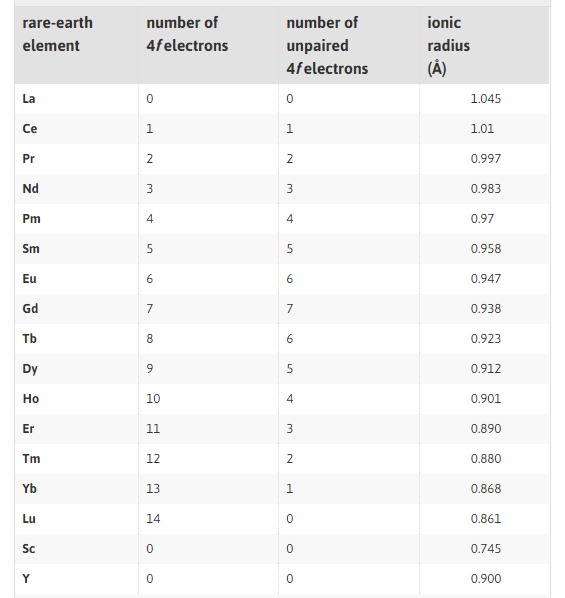 rare-earth element number of 4f electrons number of unpaired 4f electrons ionic radius (Å)
La 0 0 1.045
Ce 1 1 1.01
Pr 2 2 0.997
Nd 3 3 0.983
Pm 4 4 0.97
Sm 5 5 0.958
Eu 6 6 0.947
Gd 7 7 0.938
Tb 8 6 0.923
Dy 9 5 0.912
Ho 10 4 0.901
Er 11 3 0.890
Tm 12 2 0.880
Yb 13 1 0.868
Lu 14 0 0.861
Sc 0 0 0.745
Y 0 0 0.900